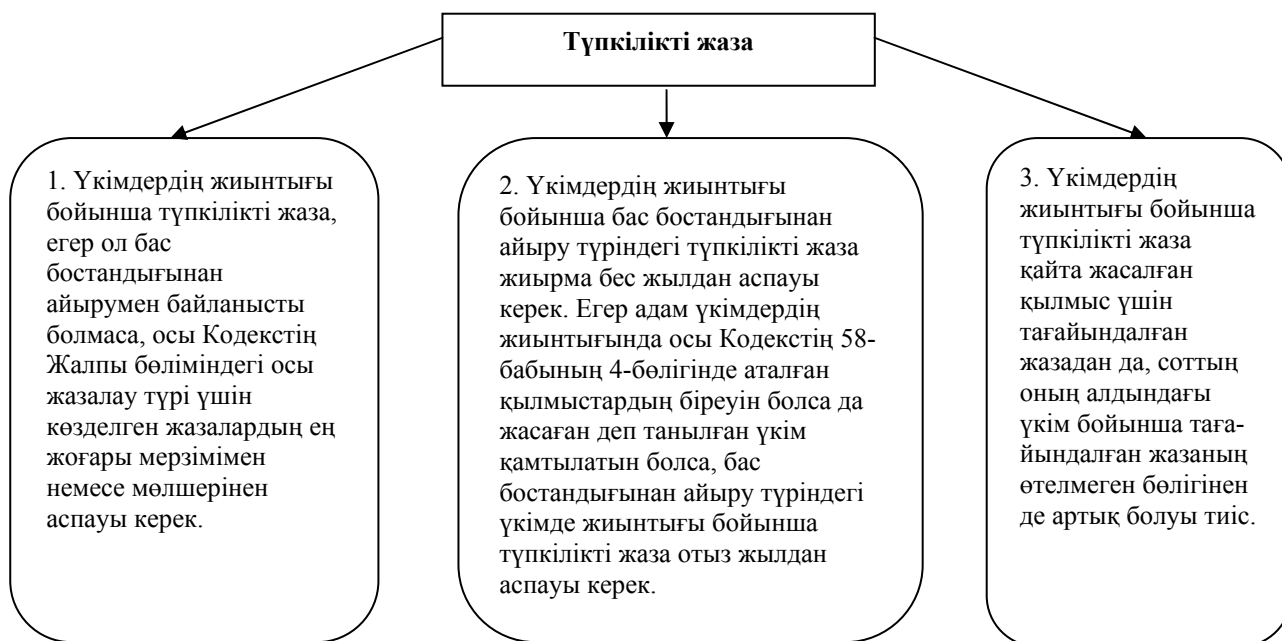 Түпкілікті жаза
1. Үкімдердің жиынтығы
бойынша түпкілікті жаза,
егер ол бас
бостандығынан
айырумен байланысты
болмаса, осы Кодекстің
Жалпы бөліміндегі осы
жазалау түрі үшін
көзделген жазалардың ең
жоғары мерзімімен
немесе мөлшерінен
аспауы керек.
2. Үкімдердің жиынтығы
бойынша бас бостандығынан
айыру түріндегі түпкілікті жаза
жиырма бес жылдан аспауы
керек. Егер адам үкімдердің
жиынтығында осы Кодекстің 58-
бабының 4-бөлігінде аталған
қылмыстардың біреуін болса да
жасаған деп танылған үкім
қамтылатын болса, бас
бостандығынан айыру түріндегі
үкімде жиынтығы бойынша
түпкілікті жаза отыз жылдан
аспауы керек.
3. Үкімдердің
жиынтығы бойынша
түпкілікті жаза
қайта жасалған
қылмыс үшін
тағайындалған
жазадан да, соттың
оның алдындағы
үкім бойынша таға-
йындалған жазаның
өтелмеген бөлігінен
де артық болуы тиіс.